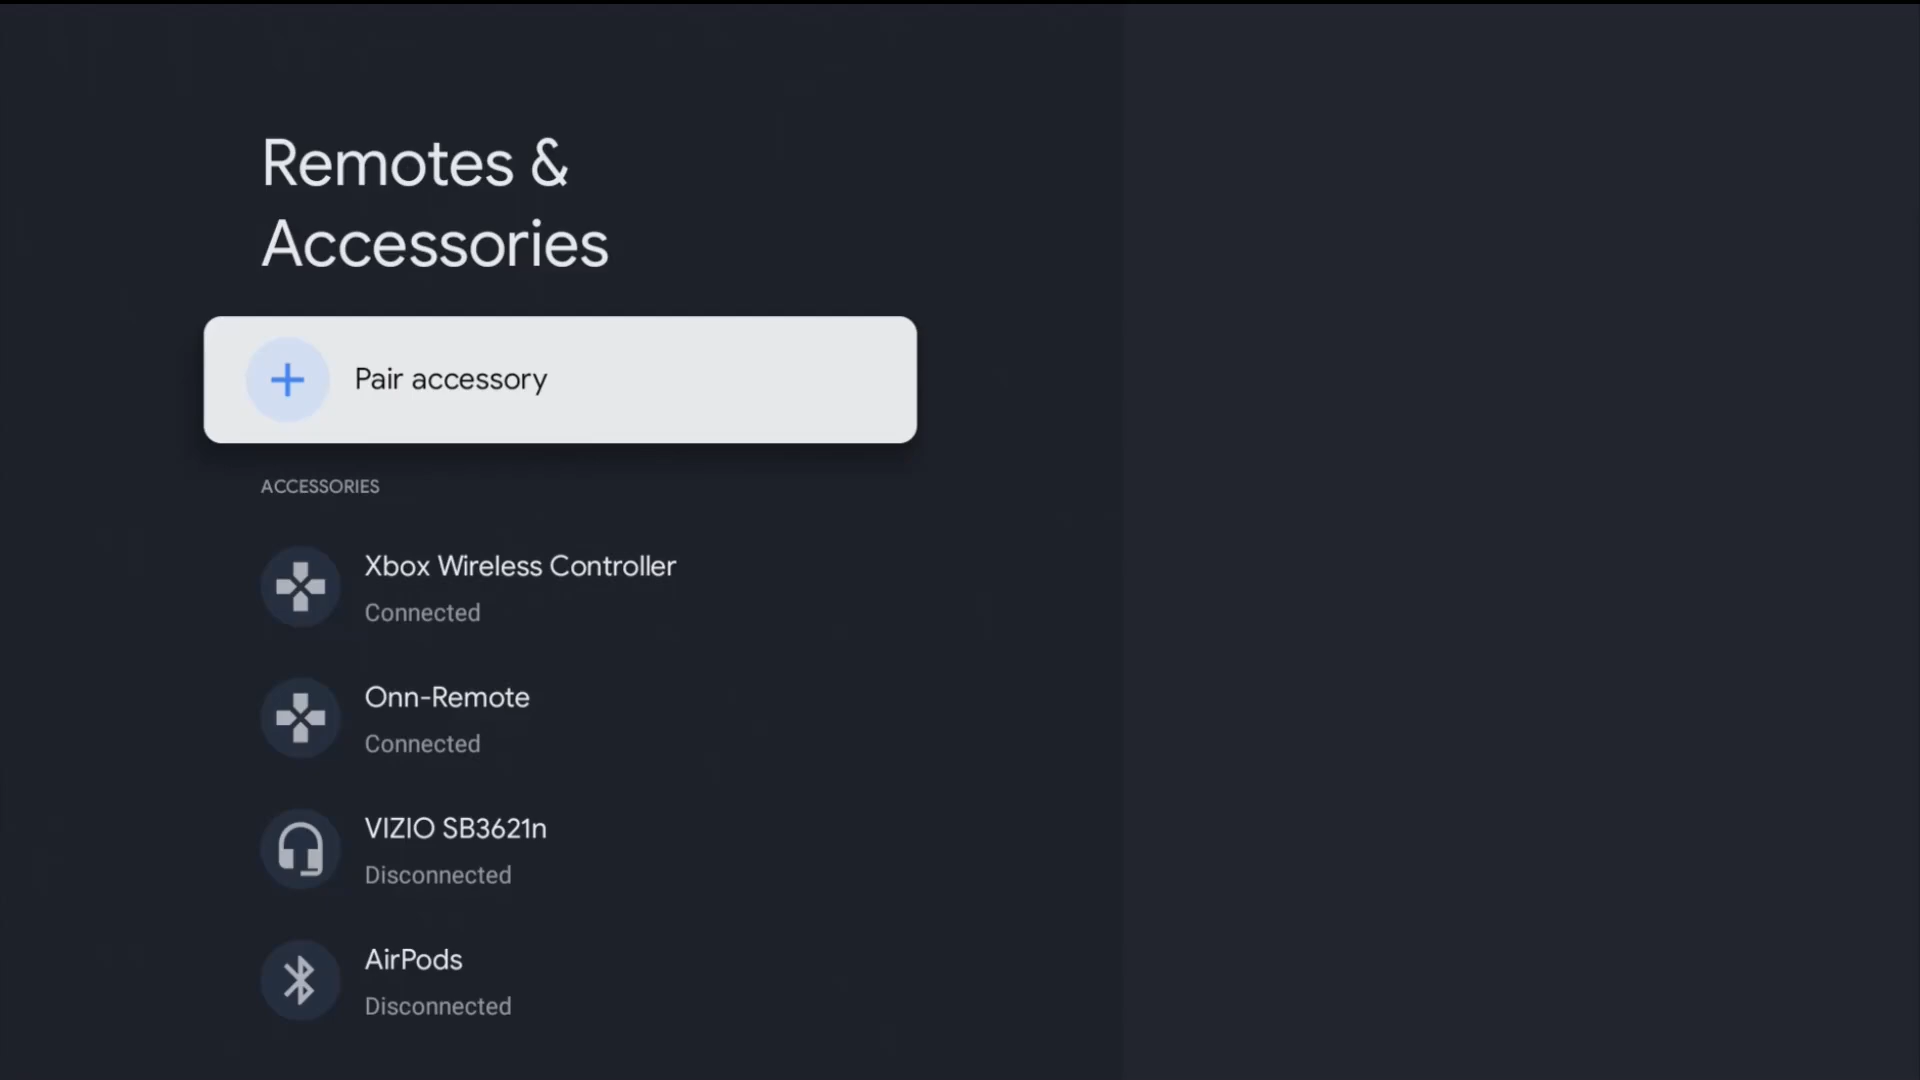 Remotes &
Accessories
Pair accessory
ACCESSORIES
Xbox Wireless Controller
Connected
Onn-Remote
Connected
VIZIO SB3621n
Disconnected
AirPods
Disconnected